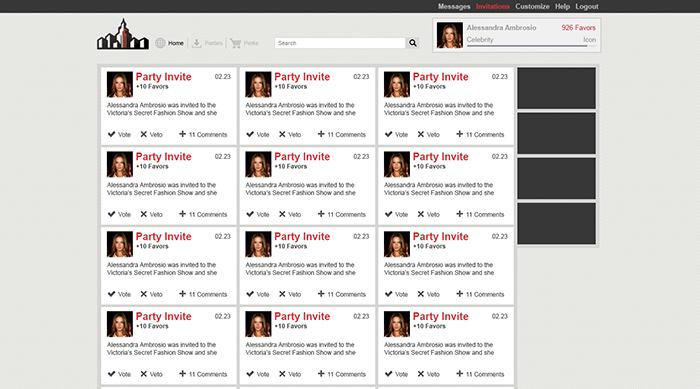 Messages Invitations Customize Help Logout
Home Parties Perks Search
Alessandra Ambrosio 926 Favors
Celebrity Icon
Party Invite 02.23
+10 Favors
Alessandra Ambrosio was invited to the
Victoria's Secret Fashion Show and she
Vote Veto 11 Comments
Party Invite 02.23
+10 Favors
Alessandra Ambrosio was invited to the
Victoria's Secret Fashion Show and she
Vote Veto 11 Comments
Party Invite 02.23
+10 Favors
Alessandra Ambrosio was invited to the
Victoria's Secret Fashion Show and she
Vote Veto 11 Comments
Party Invite 02.23
+10 Favors
Alessandra Ambrosio was invited to the
Victoria's Secret Fashion Show and she
Vote Veto 11 Comments
Party Invite 02.23
+10 Favors
Alessandra Ambrosio was invited to the
Victoria's Secret Fashion Show and she
Vote Veto 11 Comments
Party Invite 02.23
+10 Favors
Alessandra Ambrosio was invited to the
Victoria's Secret Fashion Show and she
Vote Veto 11 Comments
Party Invite 02.23
+10 Favors
Alessandra Ambrosio was invited to the
Victoria's Secret Fashion Show and she
Vote Veto 11 Comments
Party Invite 02.23
+10 Favors
Alessandra Ambrosio was invited to the
Victoria's Secret Fashion Show and she
Vote Veto 11 Comments
Party Invite 02.23
+10 Favors
Alessandra Ambrosio was invited to the
Victoria's Secret Fashion Show and she
Vote Veto 11 Comments
Party Invite 02.23
+10 Favors
Alessandra Ambrosio was invited to the
Victoria's Secret Fashion Show and she
Vote Veto 11 Comments
Party Invite 02.23
+10 Favors
Alessandra Ambrosio was invited to the
Victoria's Secret Fashion Show and she
Vote Veto 11 Comments
Party Invite 02.23
+10 Favors
Alessandra Ambrosio was invited to the
Victoria's Secret Fashion Show and she
Vote Veto 11 Comments